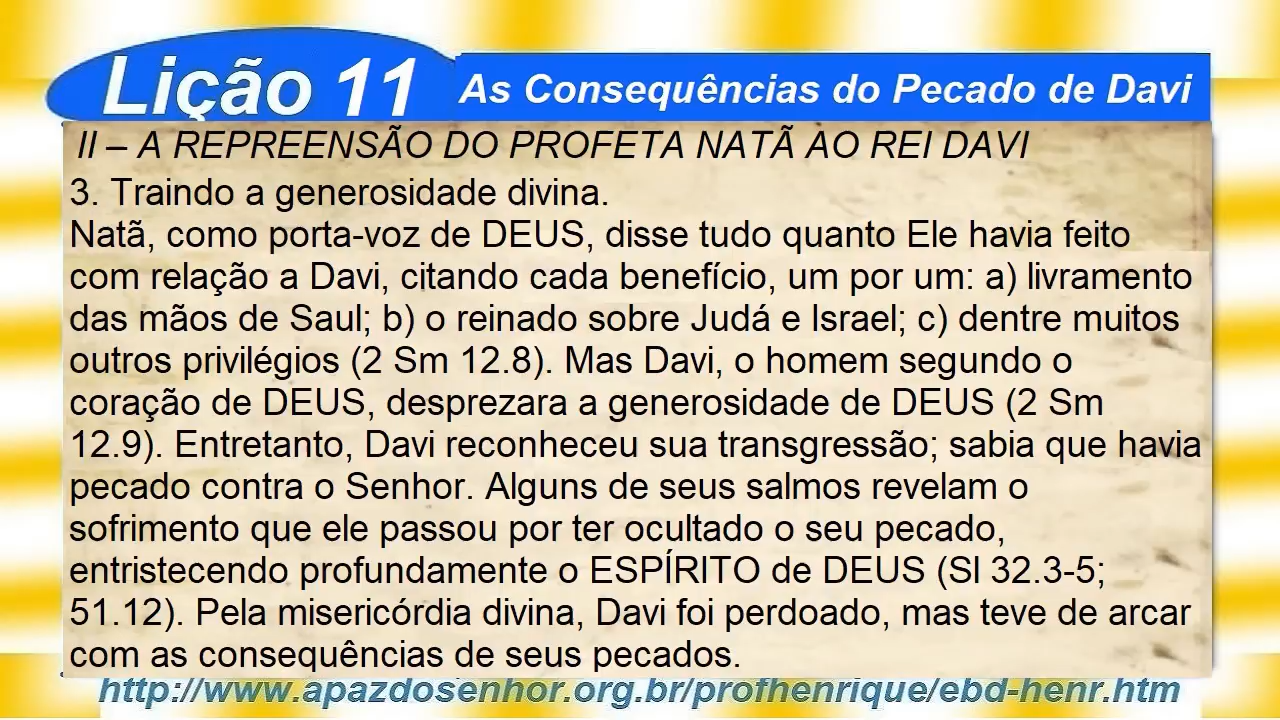 Lição 11
As Consequências do Pecado de Davi
II – A REPREENSÃO DO PROFETA NATÃ AO REI DAVI
3. Traindo a generosidade divina.
Natã, como porta-voz de DEUS, disse tudo quanto Ele havia feito
com relação a Davi, citando cada benefício, um por um: a) livramento
das mãos de Saul; b) o reinado sobre Judá e Israel; c) dentre muitos
outros privilégios (2 Sm 12.8). Mas Davi, o homem segundo o
coração de DEUS, desprezara a generosidade de DEUS (2 Sm
12.9). Entretanto, Davi reconheceu sua transgressão; sabia que havia
pecado contra o Senhor. Alguns de seus salmos revelam o
sofrimento que ele passou por ter ocultado o seu pecado,
entristecendo profundamente o ESPÍRITO de DEUS (Sl 32.3-5;
51.12). Pela misericórdia divina, Davi foi perdoado, mas teve de arcar
com as consequências de seus pecados.
http://www.apazdosenhor.org.br/profhenrique/ebd-henr.htm